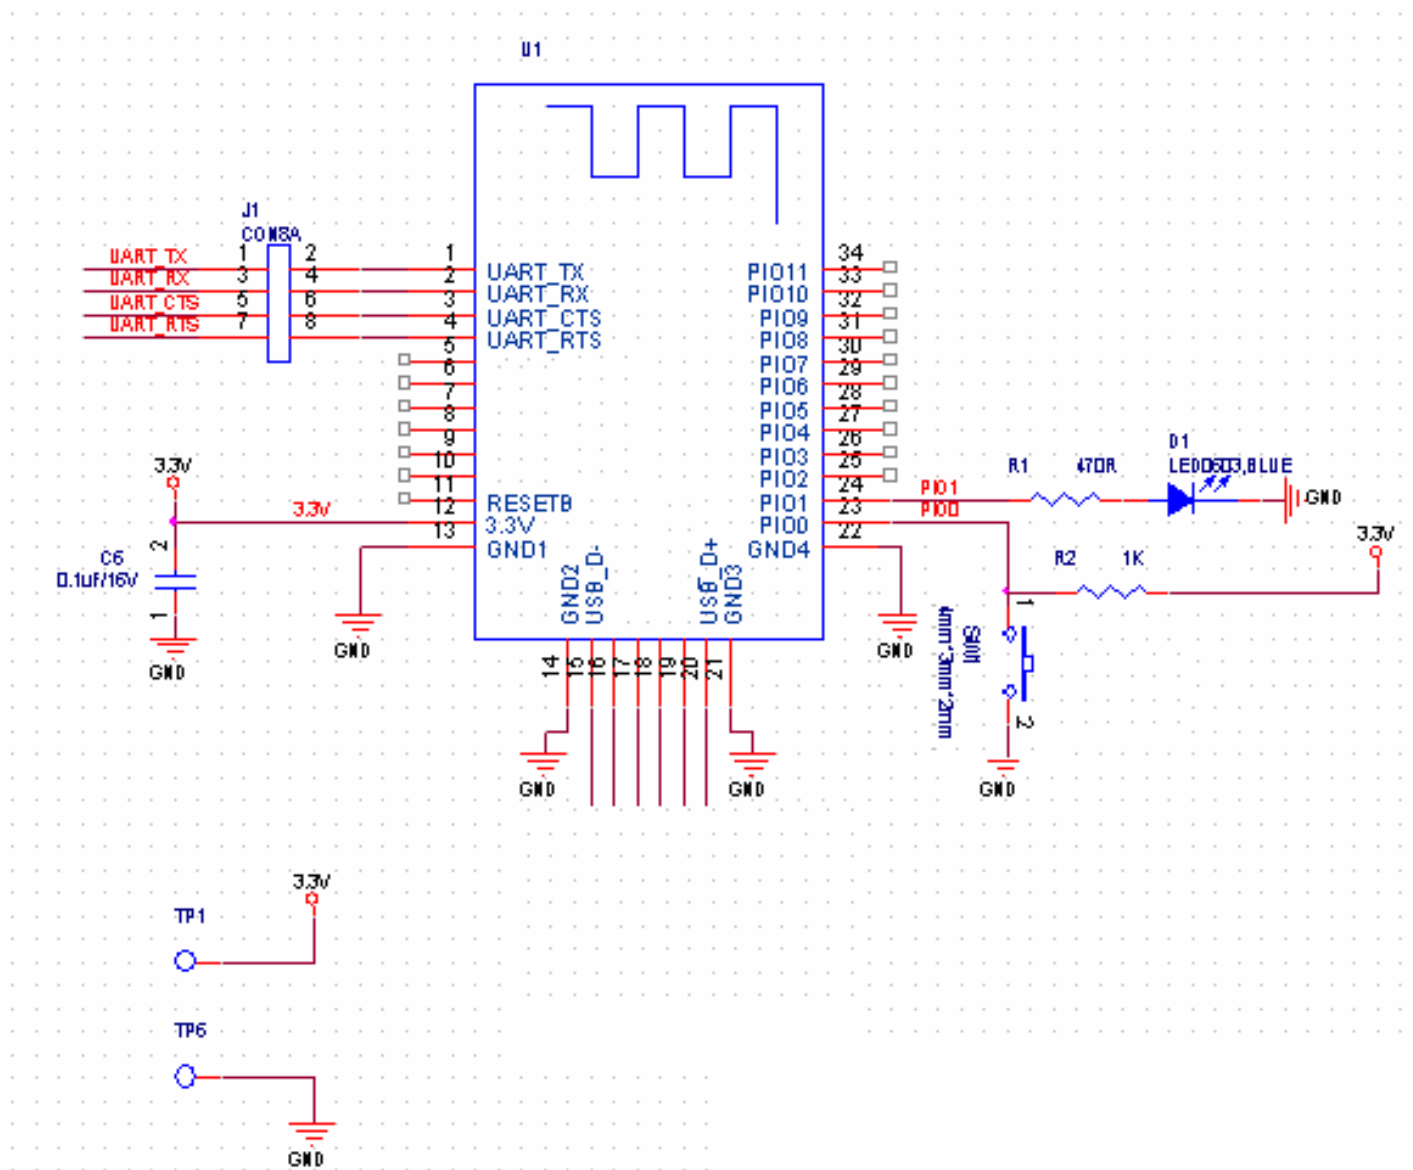 U1
J1
CON8A
UART_TX 1 2
UART_RX 3 4
UART_CTS 5 6
UART_RTS 7 8
1 UART_TX
2 UART_RX
3 UART_CTS
4 UART_RTS
5
6
7
8
9
10
11 RESETB
12 3.3V
13 GND1
PIO11 34
PIO10 33
PIO9 32
PIO8 31
PIO7 30
PIO6 29
PIO5 28
PIO4 27
PIO3 26
PIO2 25
PIO1 24
PIO0 23
GND4 22
GND2
USB_D-
USB_D+
GND3
14 15 16 17 18 19 20 21
3.3V
3.3V
C6
0.1uF/16V
2
1
GND
GND
GND
GND
GND
PIO1
PIO0
R1 470R
D1
LED0603,BLUE
GND
R2 1K
3.3V
1
2
4mm*3mm*2mm
GND
TP1
3.3V
TP6
GND